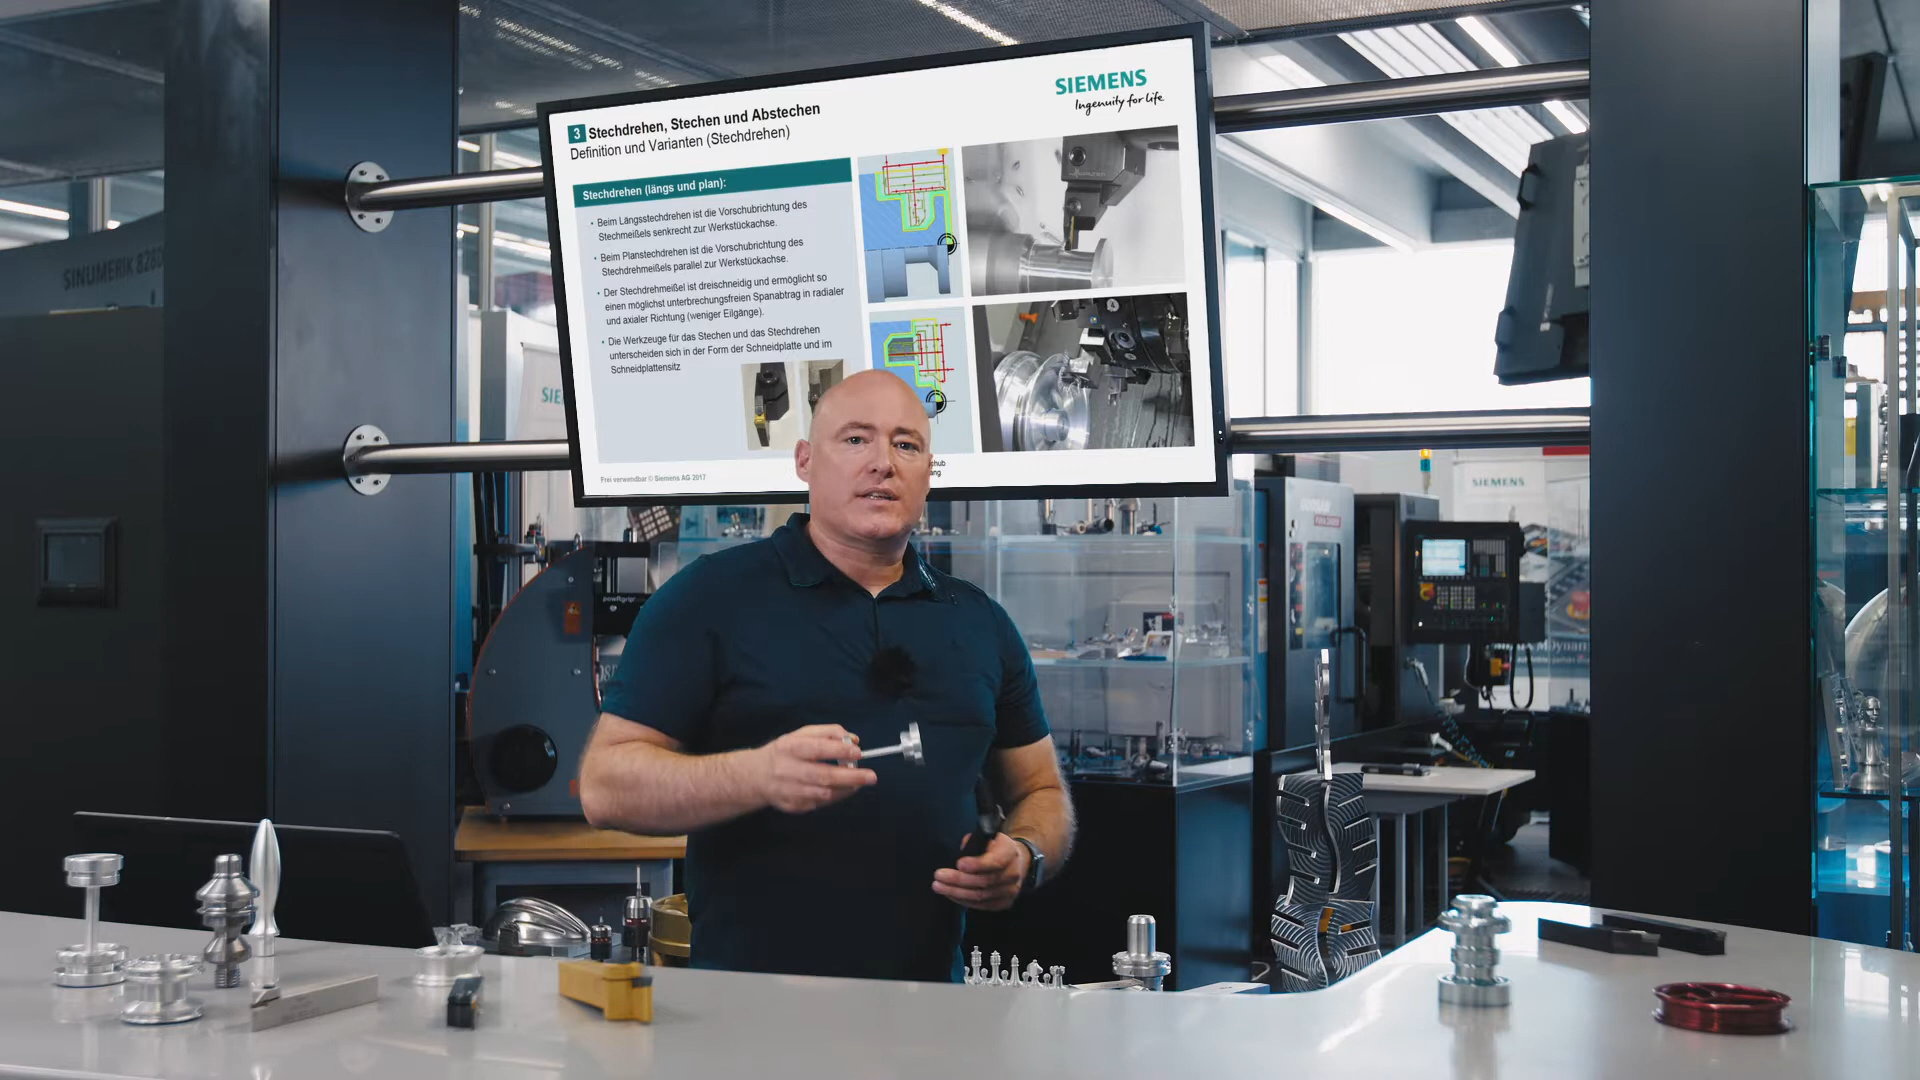 SIEMENS
Ingenuity for life
3 Stechdrehen, Stechen und Abstechen
Definition und Varianten (Stechdrehen)
Stechdrehen (längs und plan):
• Beim Längsstechdrehen ist die Vorschubrichtung des
Stechmeißels senkrecht zur Werkstückachse.
• Beim Planstechdrehen ist die Vorschubrichtung des
Stechdrehmeißels parallel zur Werkstückachse.
• Der Stechdrehmeißel ist dreischneidig und ermöglicht so
einen möglichst unterbrechungsfreien Spanabtrag in radialer
und axialer Richtung (weniger Eilgänge).
• Die Werkzeuge für das Stechen und das Stechdrehen
unterscheiden sich in der Form der Schneidplatte und im
Schneidplattensitz
4
Frei verwendbar © Siemens AG 2017
SINUMERIK 828D
SIE
SIEMENS
powRgrip